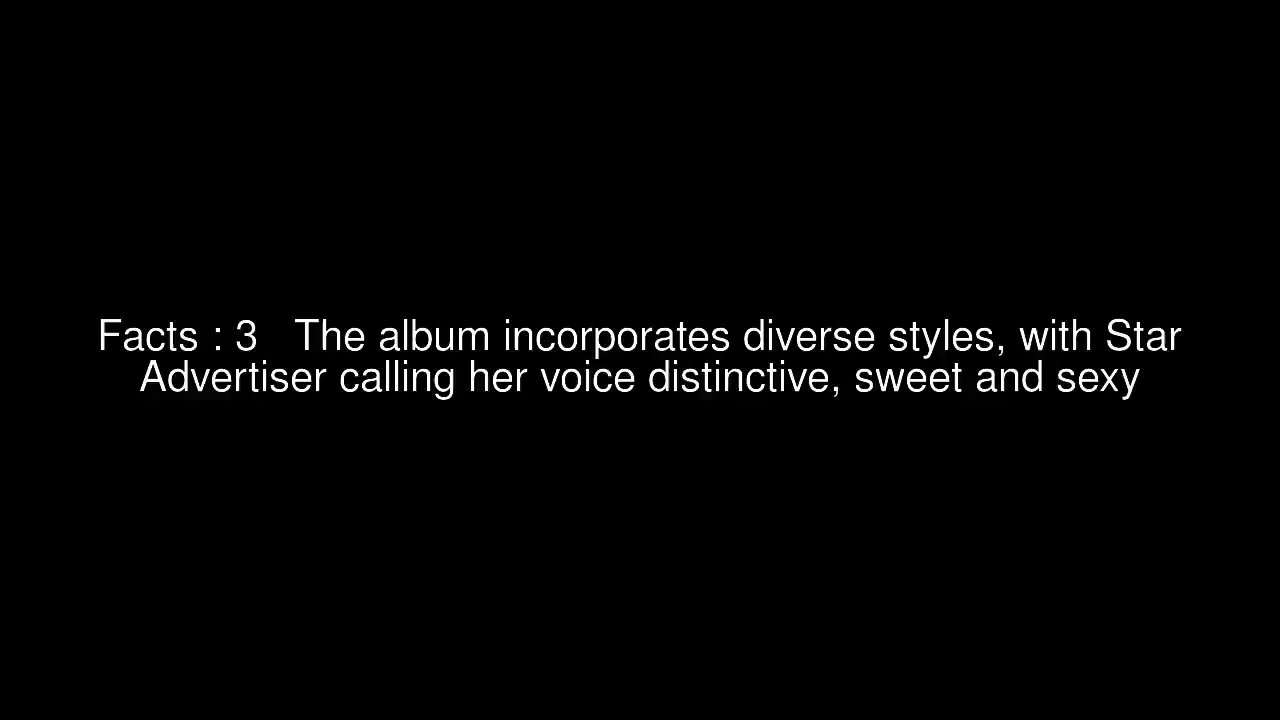 Facts : 3   The album incorporates diverse styles, with Star
Advertiser calling her voice distinctive, sweet and sexy